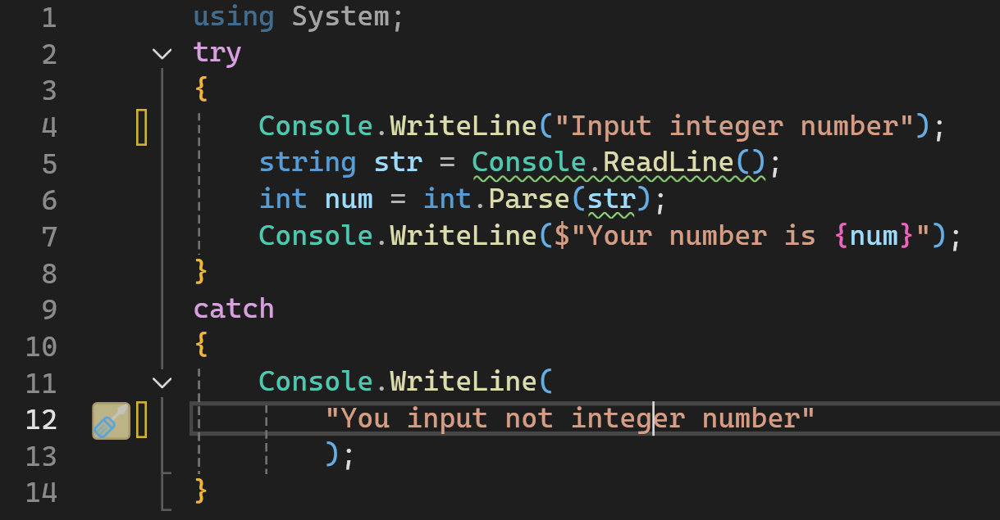 1 using System;
2 try
3 {
4 Console.WriteLine("Input integer number");
5 string str = Console.ReadLine();
6 int num = int.Parse(str);
7 Console.WriteLine($"Your number is {num}");
8 }
9 catch
10 {
11 Console.WriteLine(
12 "You input not integer number"
13 );
14 }